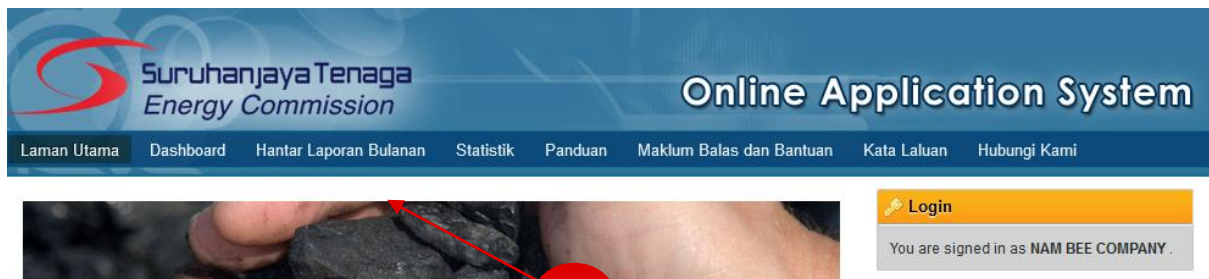 Suruhanjaya Tenaga
Energy Commission
Online Application System
Laman Utama Dashboard Hantar Laporan Bulanan Statistik Panduan Maklum Balas dan Bantuan Kata Laluan Hubungi Kami
Login
You are signed in as NAM BEE COMPANY .